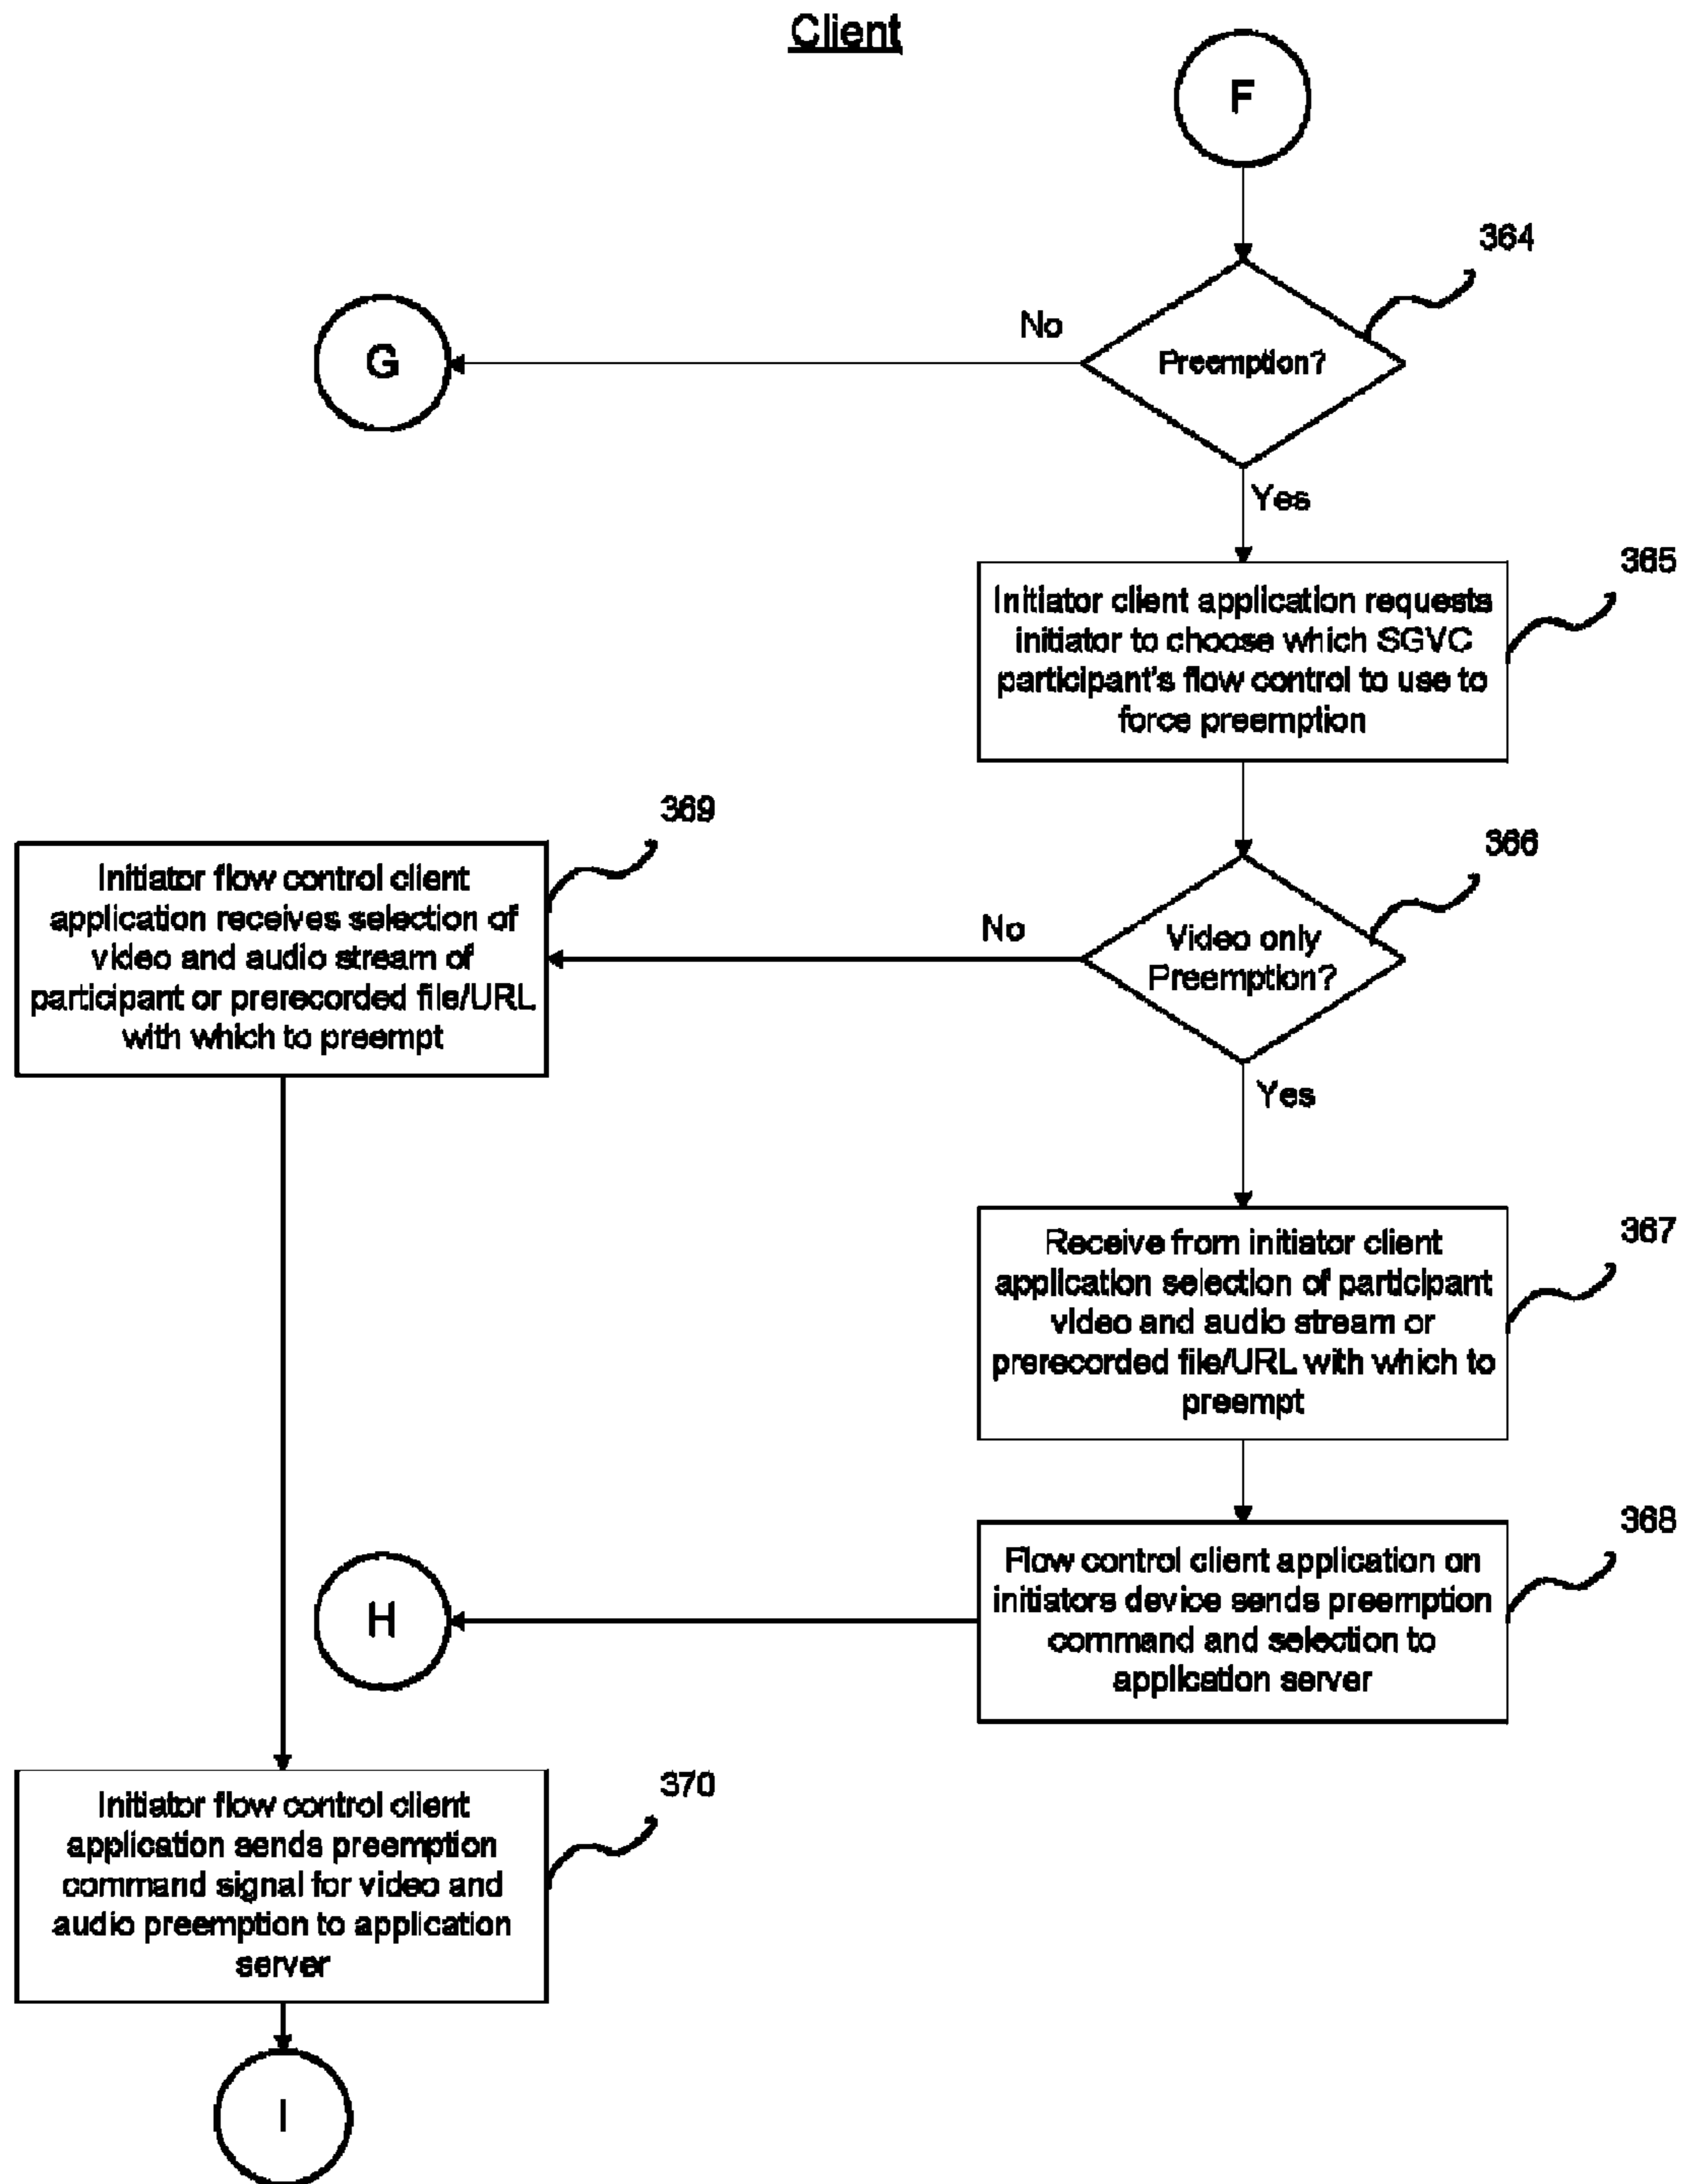 Client
F
364
No
Preemption?
G
Yes
365
Initiator client application requests
initiator to choose which SGVC
participant's flow control to use to
force preemption
369
366
Initiator flow control client
application receives selection of
video and audio stream of
participant or prerecorded file/URL
with which to preempt
No
Video only
Preemption?
Yes
367
Receive from initiator client
application selection of participant
video and audio stream or
prerecorded file/URL with which to
preempt
368
Flow control client application on
initiators device sends preemption
command and selection to
application server
H
370
Initiator flow control client
application sends preemption
command signal for video and
audio preemption to application
server
I